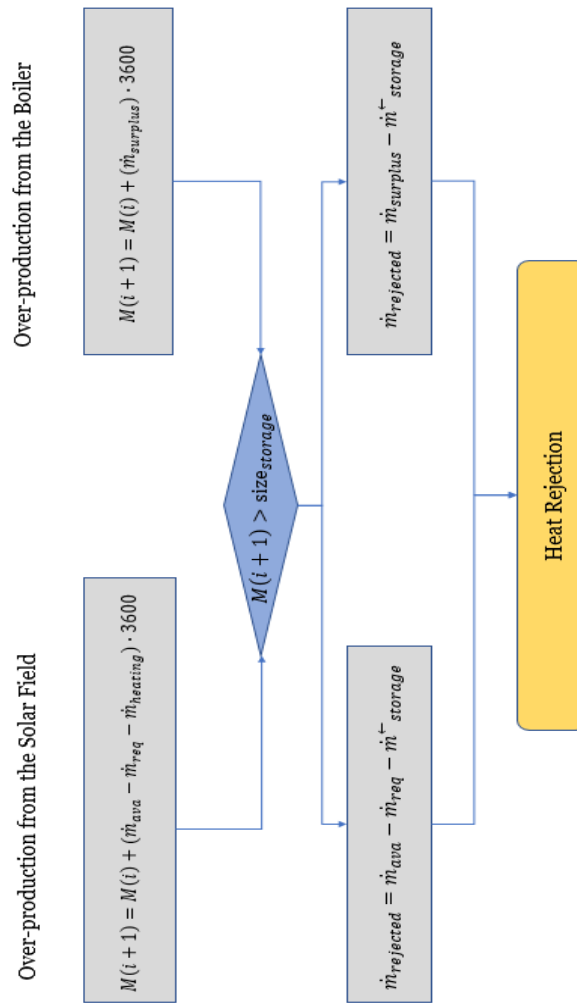 Over-production from the Solar Field
Over-production from the Boiler
M(i + 1) = M(i) + (ṁ_ava − ṁ_req − ṁ_heating) · 3600
M(i + 1) = M(i) + (ṁ_surplus) · 3600
M(i + 1) > size_storage
ṁ_rejected = ṁ_ava − ṁ_req − ṁ^←_storage
ṁ_rejected = ṁ_surplus − ṁ^←_storage
Heat Rejection